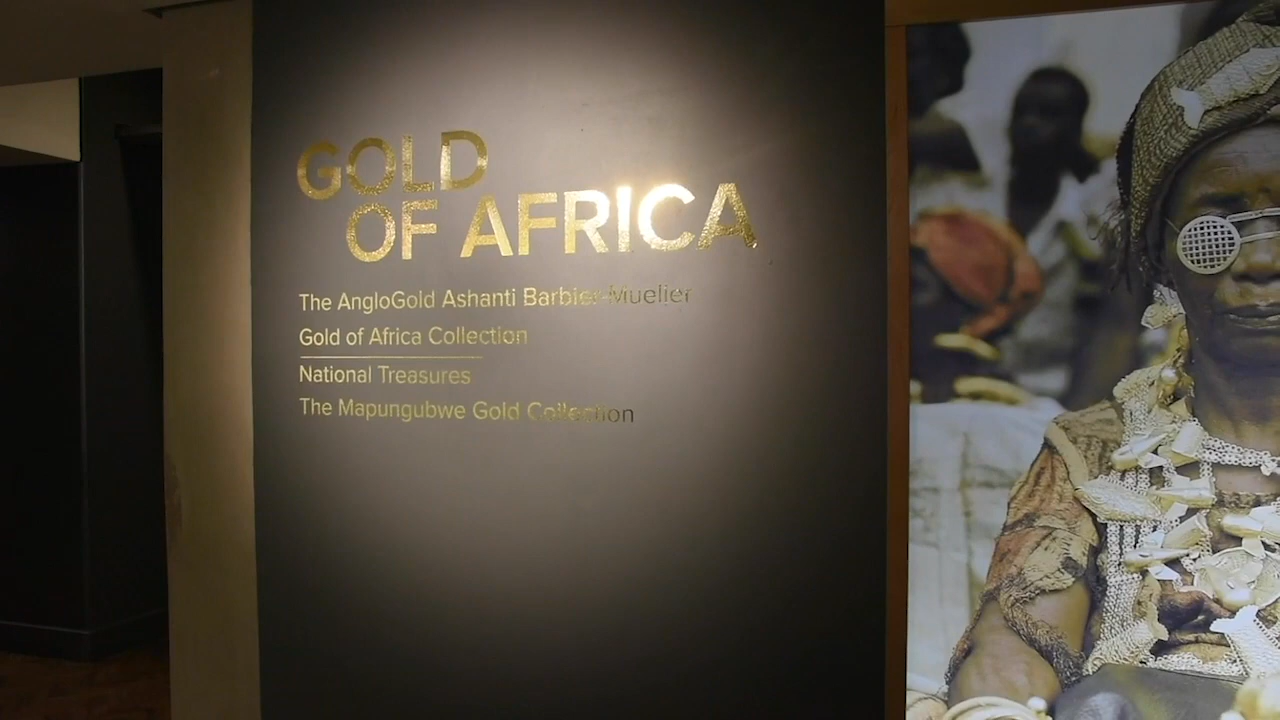 GOLD
OF AFRICA
The AngloGold Ashanti Barbier-Mueller
Gold of Africa Collection
National Treasures
The Mapungubwe Gold Collection